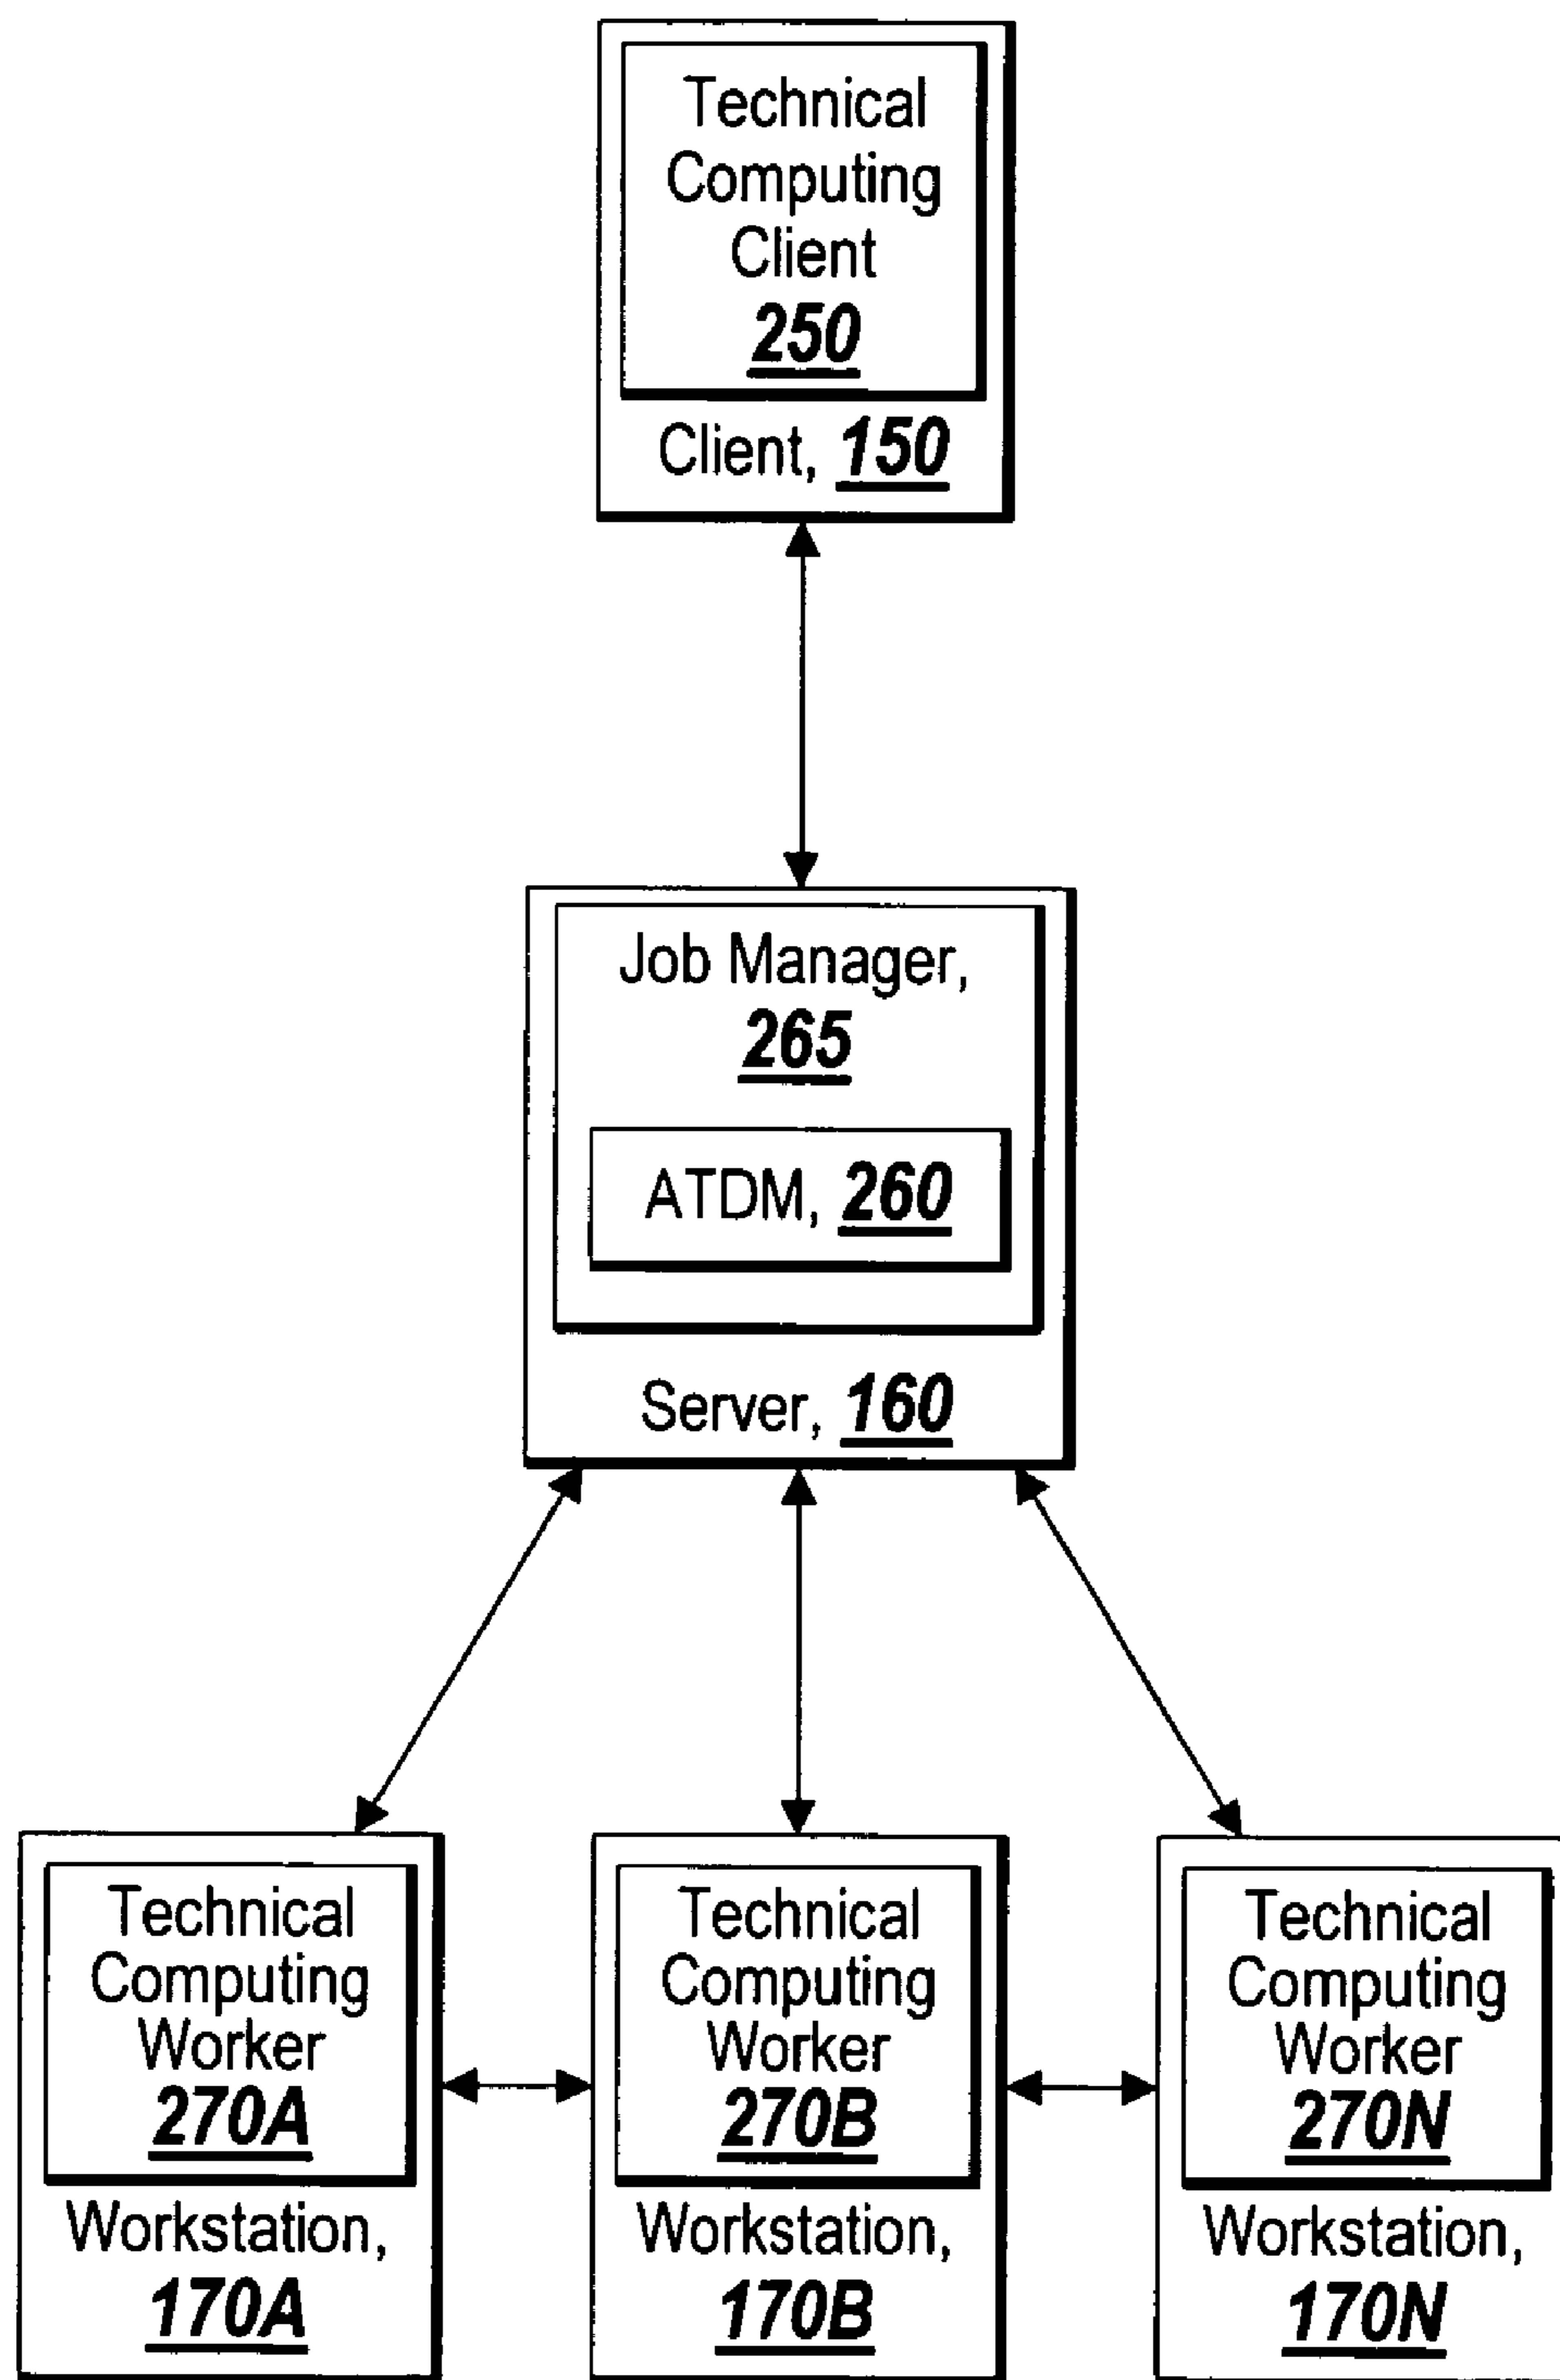 Technical
Computing
Client
250
Client, 150
Job Manager,
265
ATDM, 260
Server, 160
Technical
Computing
Worker
270A
Workstation,
170A
Technical
Computing
Worker
270B
Workstation,
170B
Technical
Computing
Worker
270N
Workstation,
170N